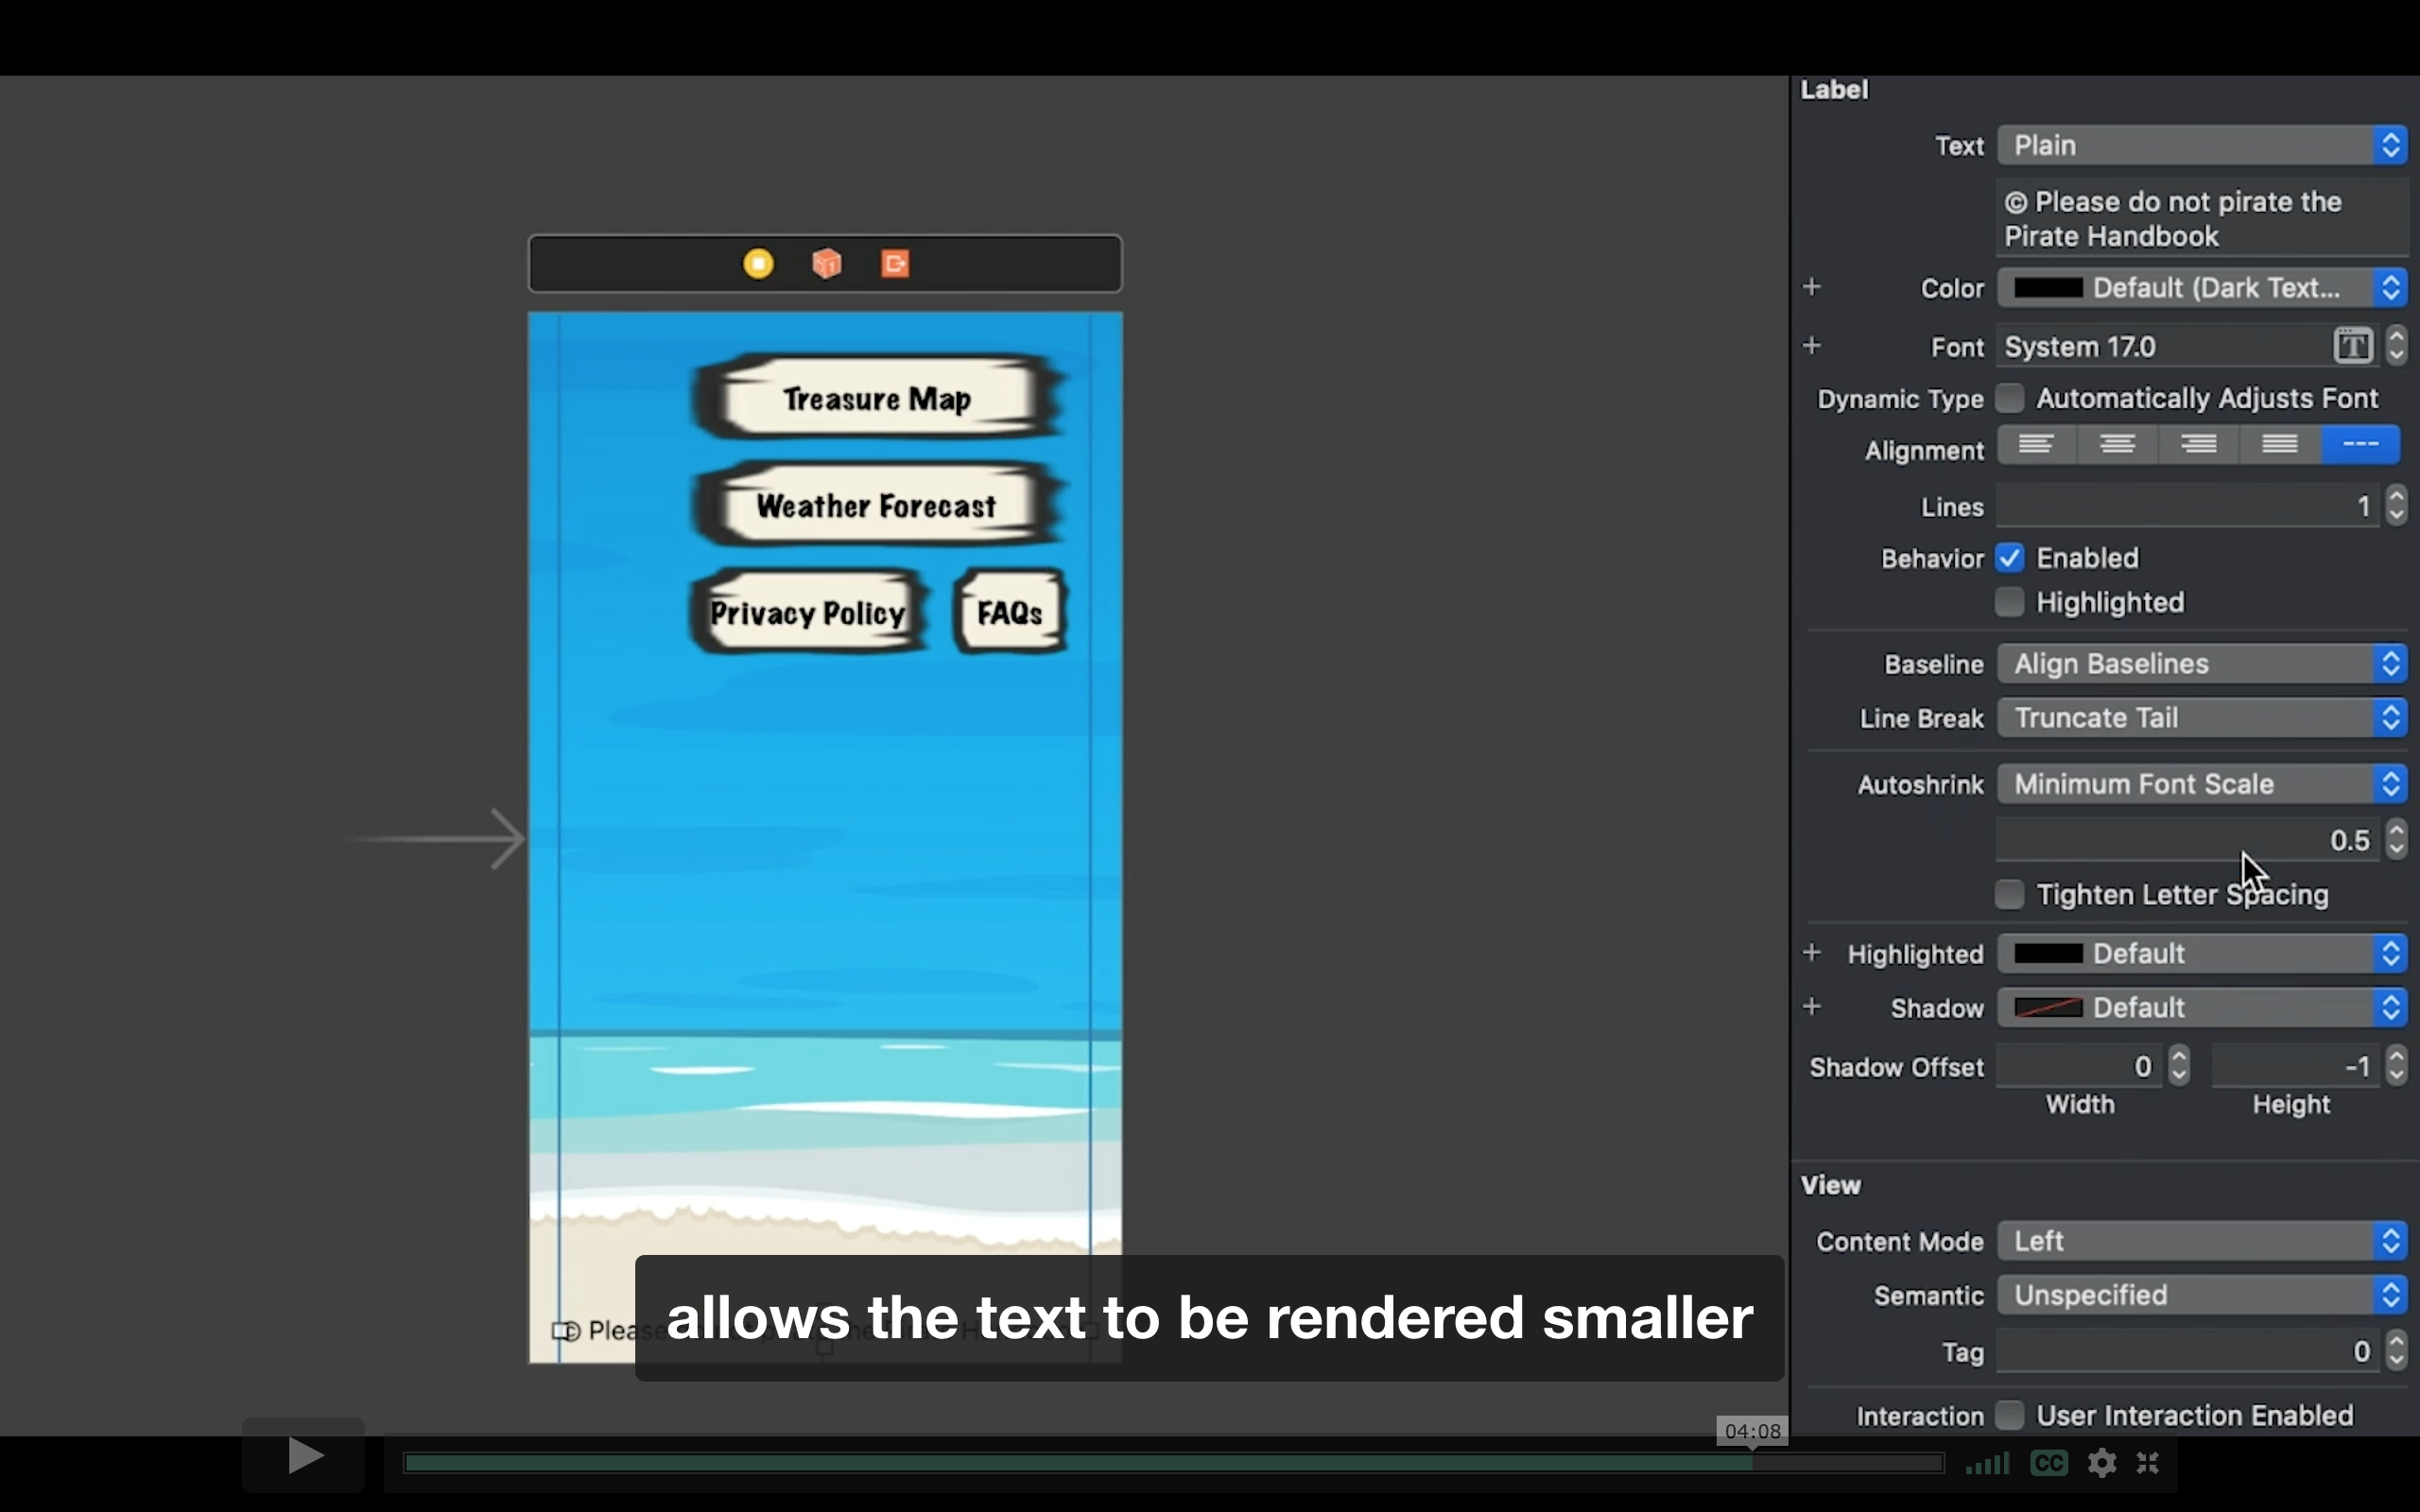 Treasure Map
Weather Forecast
Privacy Policy FAQs
© Please
allows the text to be rendered smaller
Label
Text Plain
© Please do not pirate the
Pirate Handbook
+ Color Default (Dark Text...
+ Font System 17.0 T
Dynamic Type Automatically Adjusts Font
Alignment ---
Lines 1
Behavior Enabled
Highlighted
Baseline Align Baselines
Line Break Truncate Tail
Autoshrink Minimum Font Scale
0.5
Tighten Letter Spacing
+ Highlighted Default
+ Shadow Default
Shadow Offset 0 -1
Width Height
View
Content Mode Left
Semantic Unspecified
Tag 0
Interaction User Interaction Enabled
04:08
CC